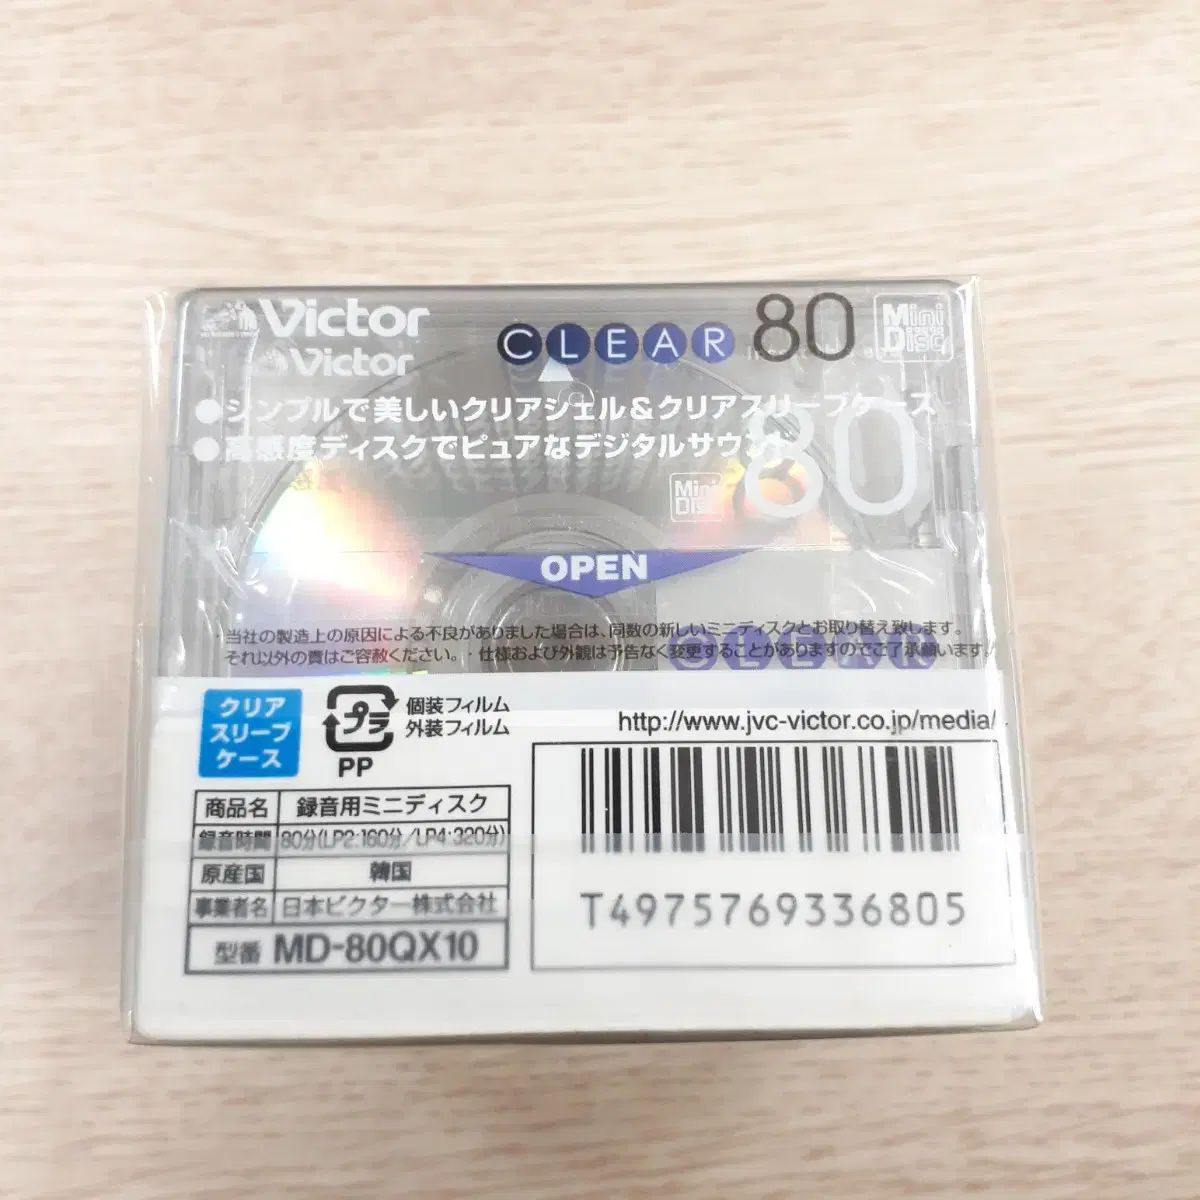 Victor
CLEAR 80 Mini Disc
Victor
●シンプルで美しいクリアシェル&クリアスリーブケース
●高感度ディスクでピュアなデジタルサウンド
80
Mini Disc
OPEN
・当社の製造上の原因による不良がありました場合は、同数の新しいミニディスクとお取り替え致します。
それ以外の責はご容赦ください。・仕様および外観は予告なく変更することがありますのでご了承願います。
CLEAR
クリア
スリーブ
ケース
プラ
PP
個装フィルム
外装フィルム
http://www.jvc-victor.co.jp/media/
商品名 録音用ミニディスク
録音時間 80分(LP2:160分/LP4:320分)
原産国 韓国
事業者名 日本ビクター株式会社
型番 MD-80QX10
T4975769336805